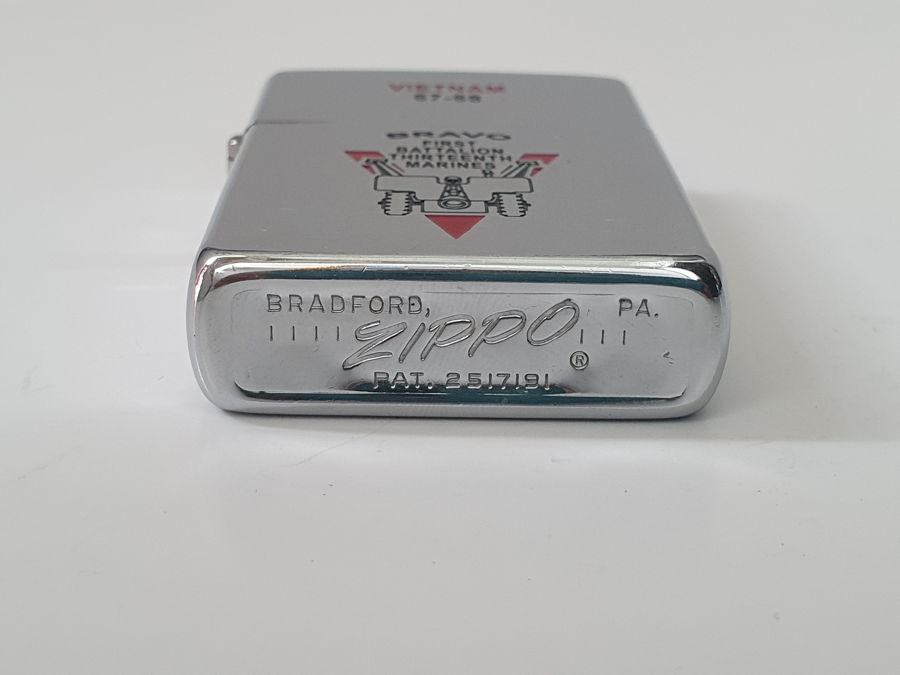 VIETNAM
67-68
BRAVO
FIRST
BATTALION
THIRTEENTH
MARINES
BRADFORD, PA.
|||| ZIPPO |||
®
PAT. 2517191